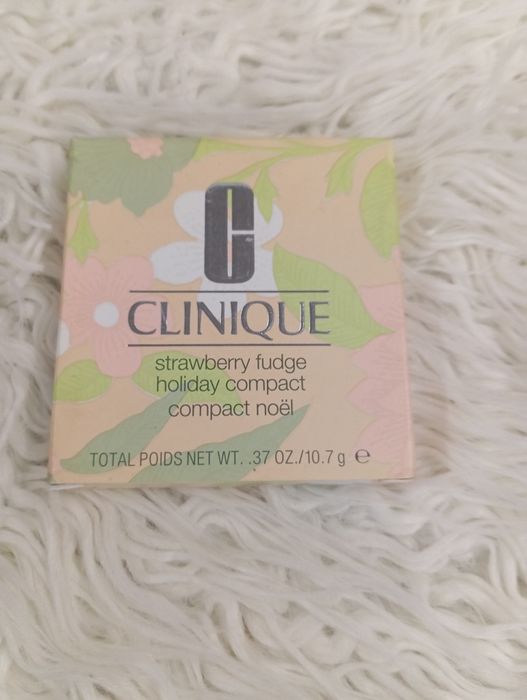 C
CLINIQUE
strawberry fudge
holiday compact
compact noël
TOTAL POIDS NET WT. .37 OZ./10.7 g ℮